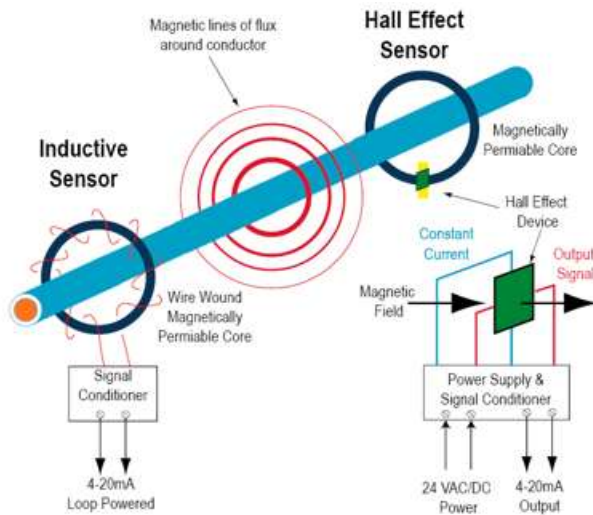 Magnetic lines of flux
around conductor
Hall Effect
Sensor
Inductive
Sensor
Magnetically
Permiable Core
Hall Effect
Device
Constant
Current
Output
Signal
Magnetic
Field
Wire Wound
Magnetically
Permiable Core
Signal
Conditioner
Power Supply &
Signal Conditioner
4-20mA
Loop Powered
24 VAC/DC
Power
4-20mA
Output